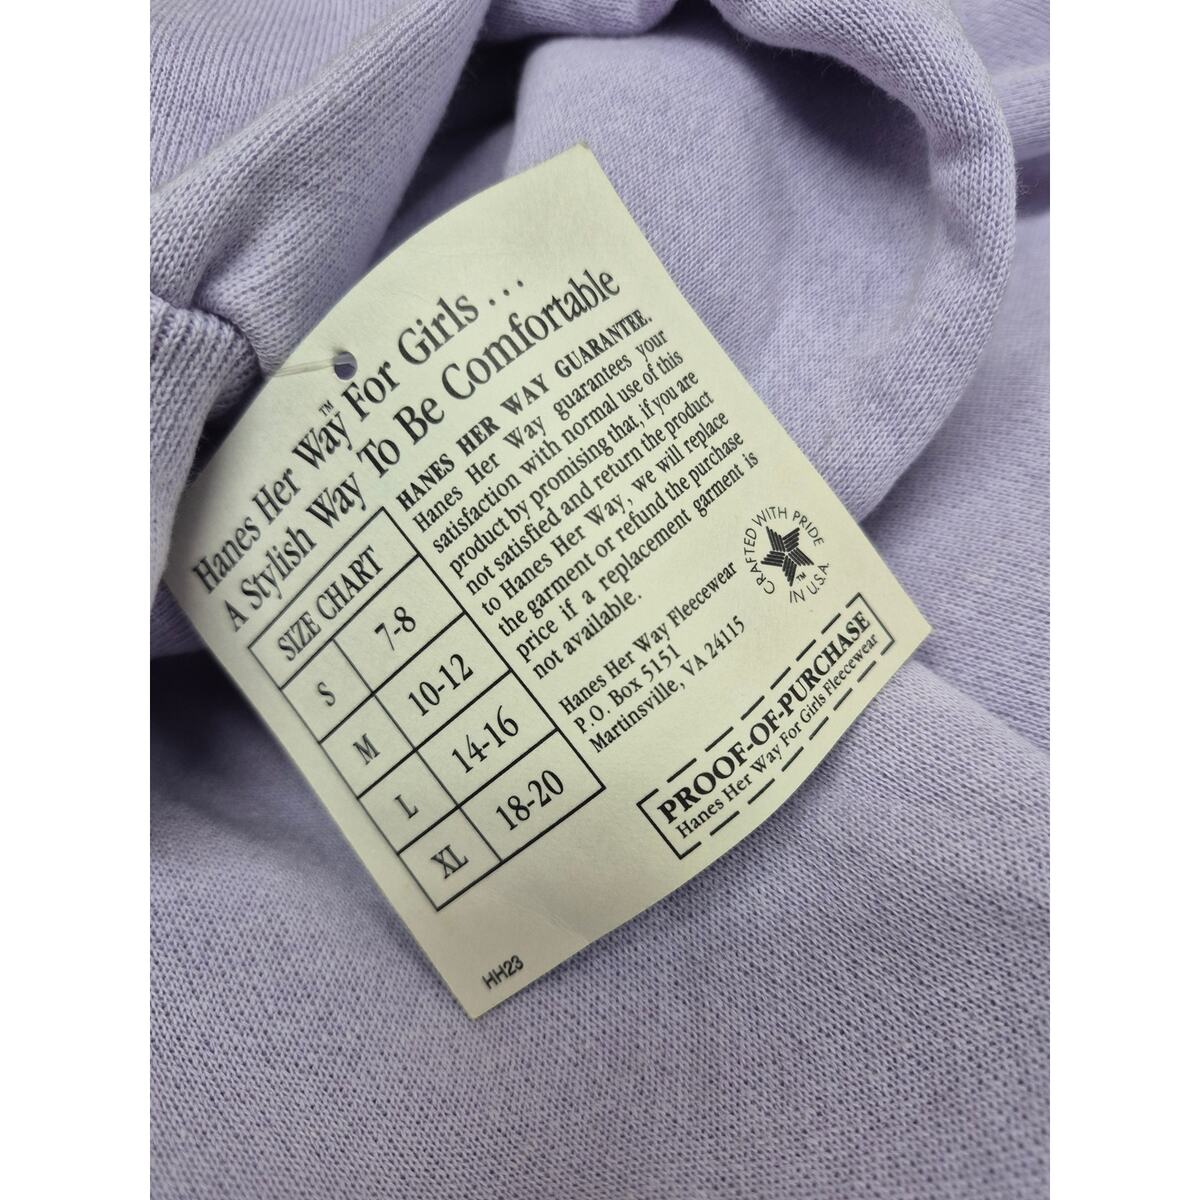 Hanes Her Way™ For Girls ...
A Stylish Way To Be Comfortable
SIZE CHART
S 7-8
M 10-12
L 14-16
XL 18-20
HANES HER WAY GUARANTEE.
Hanes Her Way guarantees your
satisfaction with normal use of this
product by promising that, if you are
not satisfied and return the product
to Hanes Her Way, we will replace
the garment or refund the purchase
price if a replacement garment is
not available.
Hanes Her Way Fleecewear
P.O. Box 5151
Martinsville, VA 24115
CRAFTED WITH PRIDE
IN U.S.A.
™
PROOF-OF-PURCHASE
Hanes Her Way For Girls Fleecewear
HH23